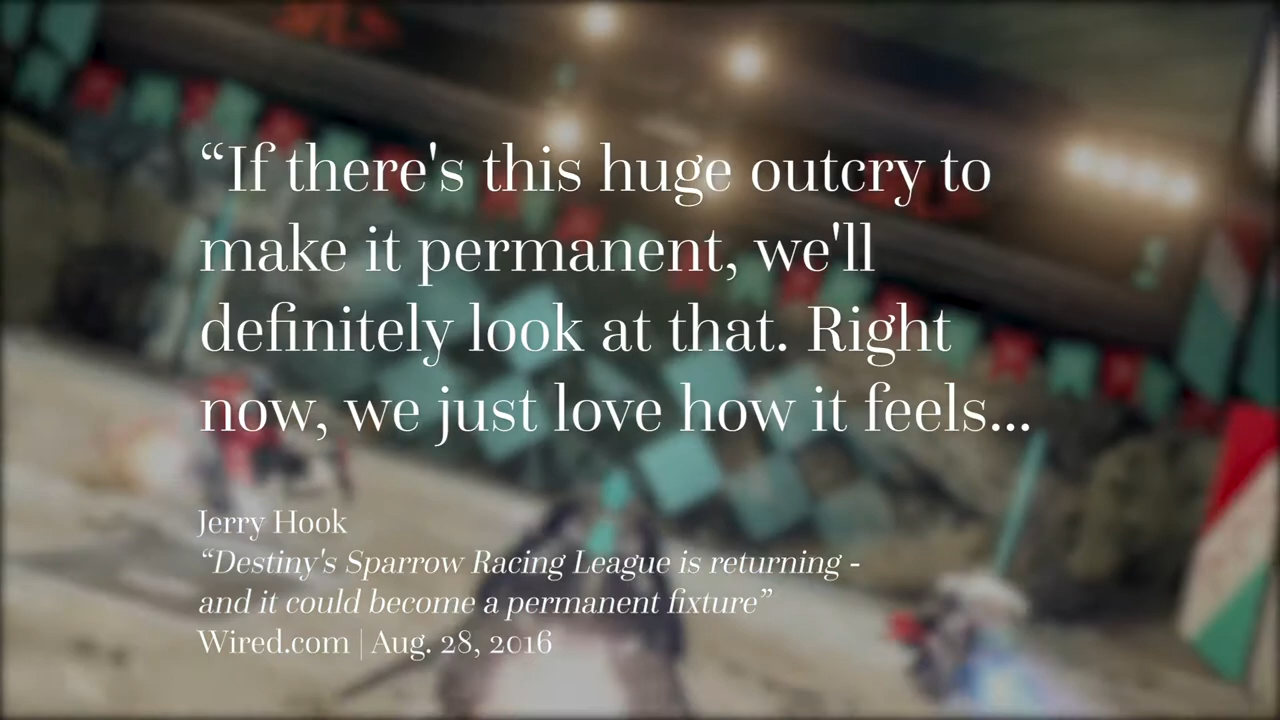 “If there's this huge outcry to
make it permanent, we'll
definitely look at that. Right
now, we just love how it feels...
Jerry Hook
“Destiny's Sparrow Racing League is returning -
and it could become a permanent fixture”
Wired.com | Aug. 28, 2016